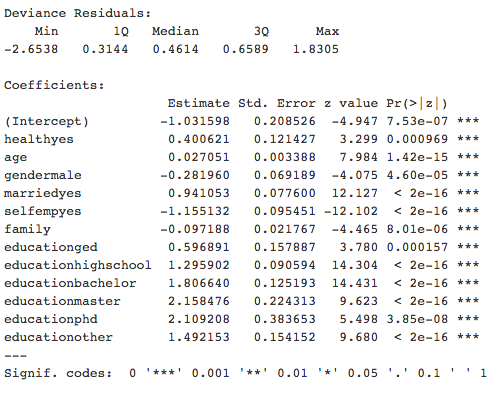 Deviance Residuals:
    Min       1Q   Median       3Q      Max
-2.6538   0.3144   0.4614   0.6589   1.8305

Coefficients:
                     Estimate Std. Error z value Pr(>|z|)
(Intercept)         -1.031598   0.208526  -4.947 7.53e-07 ***
healthyes            0.400621   0.121427   3.299 0.000969 ***
age                  0.027051   0.003388   7.984 1.42e-15 ***
gendermale          -0.281960   0.069189  -4.075 4.60e-05 ***
marriedyes           0.941053   0.077600  12.127  < 2e-16 ***
selfempyes          -1.155132   0.095451 -12.102  < 2e-16 ***
family              -0.097188   0.021767  -4.465 8.01e-06 ***
educationged         0.596891   0.157887   3.780 0.000157 ***
educationhighschool  1.295902   0.090594  14.304  < 2e-16 ***
educationbachelor    1.806640   0.125193  14.431  < 2e-16 ***
educationmaster      2.158476   0.224313   9.623  < 2e-16 ***
educationphd         2.109208   0.383653   5.498 3.85e-08 ***
educationother       1.492153   0.154152   9.680  < 2e-16 ***
---
Signif. codes:  0 '***' 0.001 '**' 0.01 '*' 0.05 '.' 0.1 ' ' 1